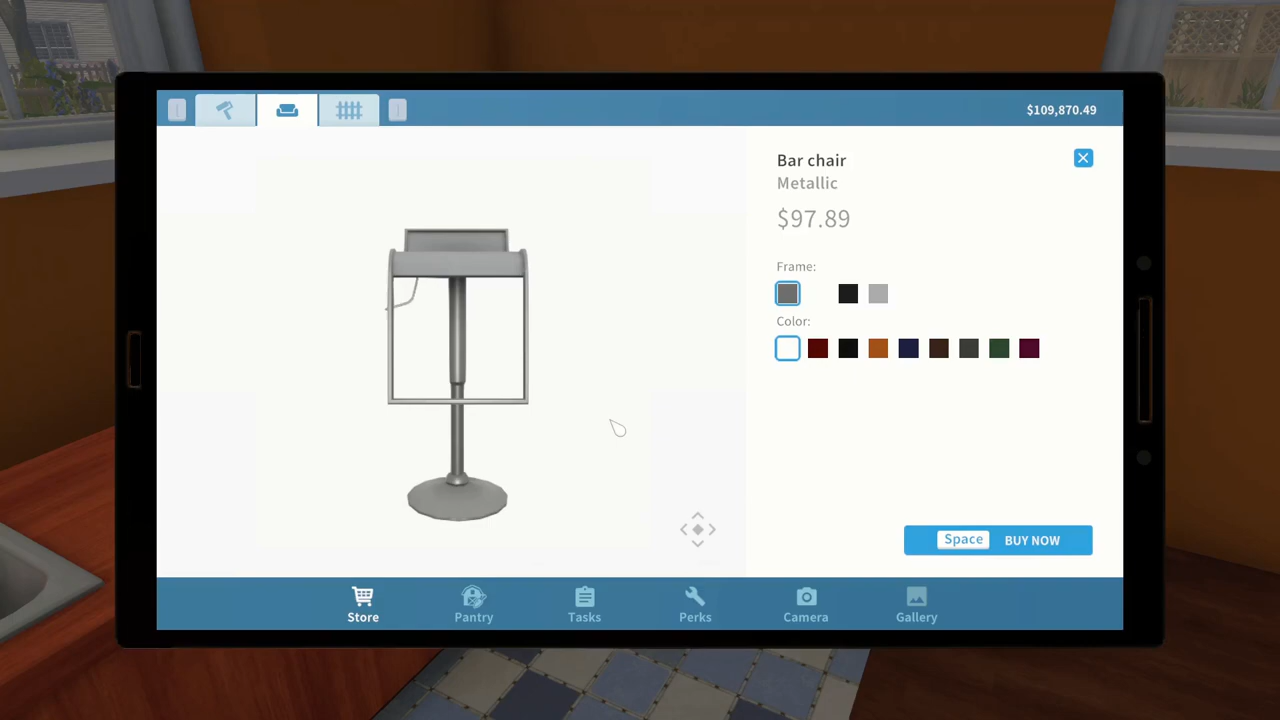 $109,870.49
Bar chair
Metallic
$97.89
Frame:
Color:
Space BUY NOW
Store
Pantry
Tasks
Perks
Camera
Gallery